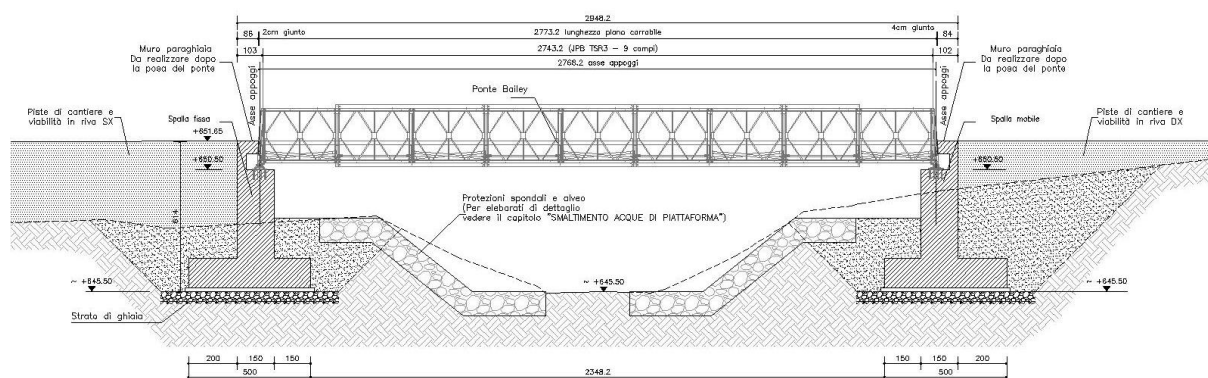 2948.2
86
2cm giunto
2773.2 lunghezza piano carrabile
4cm giunto
84
103
2743.2 (JPB TSR3 – 9 campi)
102
2768.2 asse appoggi
Muro paraghiaia
Da realizzare dopo
la posa del ponte
Asse appoggi
Ponte Bailey
Asse appoggi
Muro paraghiaia
Da realizzare dopo
la posa del ponte
Piste di cantiere e
viabilità in riva SX
Spalla fissa
+651.65
+650.50
Spalla mobile
+650.50
Piste di cantiere e
viabilità in riva DX
614
Protezioni spondali e alveo
(Per elebarati di dettaglio
vedere il capitolo "SMALTIMENTO ACQUE DI PIATTAFORMA")
~ +645.50
~ +645.50
~ +645.50
Strato di ghiaia
200
150
150
150
150
200
500
2348.2
500